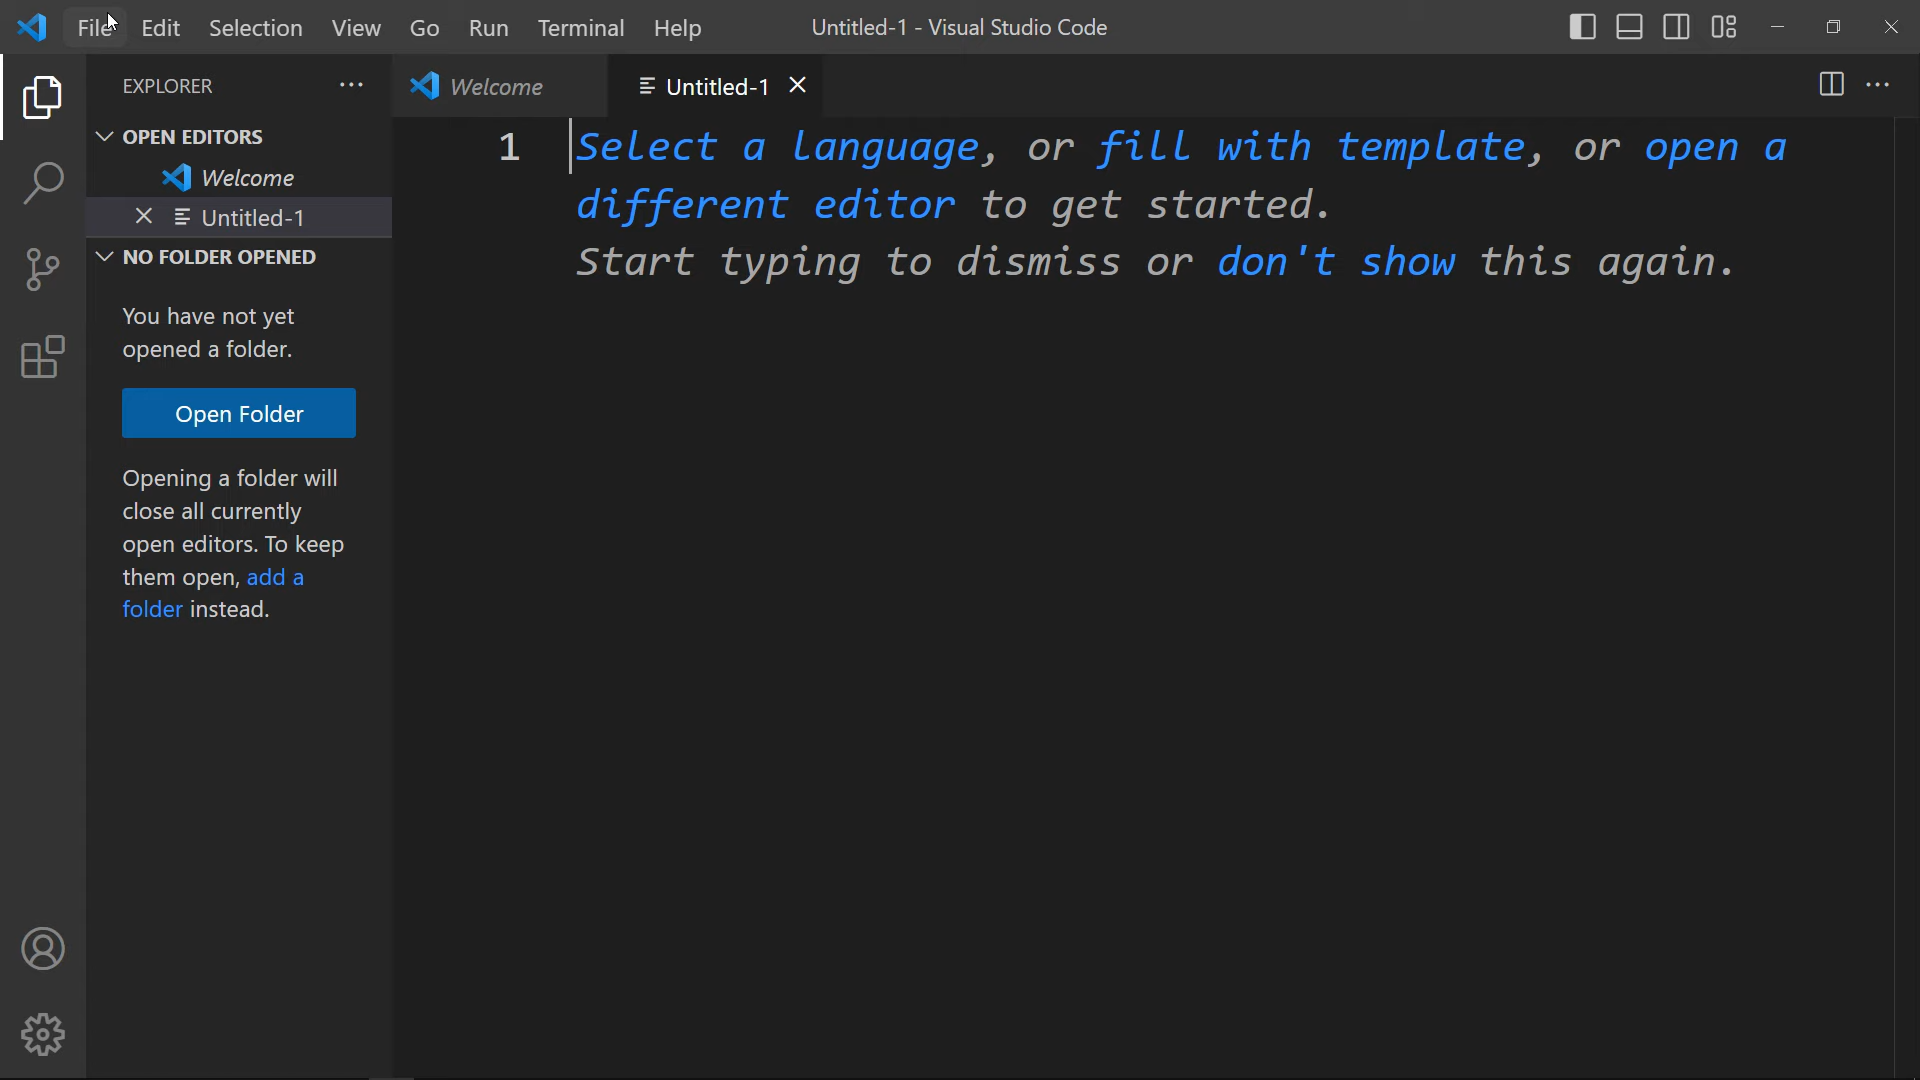 File Edit Selection View Go Run Terminal Help Untitled-1 - Visual Studio Code
EXPLORER
Welcome Untitled-1
OPEN EDITORS
Welcome
Untitled-1
NO FOLDER OPENED
You have not yet
opened a folder.
Open Folder
Opening a folder will
close all currently
open editors. To keep
them open, add a
folder instead.
1 Select a language, or fill with template, or open a
different editor to get started.
Start typing to dismiss or don't show this again.